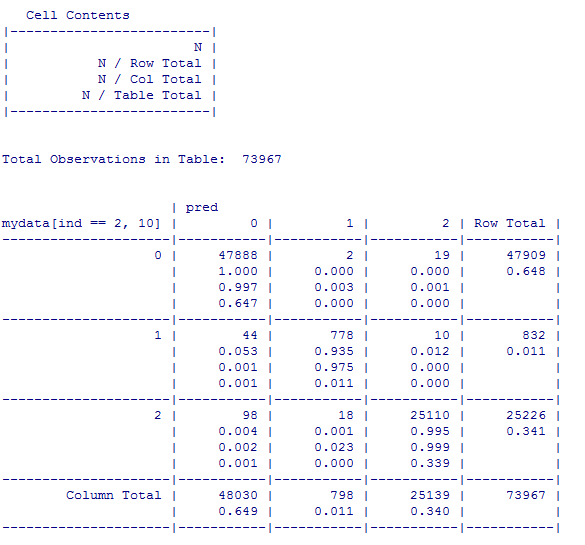 Cell Contents
|-------------------------|
|                       N |
|           N / Row Total |
|           N / Col Total |
|         N / Table Total |
|-------------------------|
Total Observations in Table:  73967
                     | pred
mydata[ind == 2, 10] |         0 |         1 |         2 | Row Total |
---------------------|-----------|-----------|-----------|-----------|
                   0 |     47888 |         2 |        19 |     47909 |
                     |     1.000 |     0.000 |     0.000 |     0.648 |
                     |     0.997 |     0.003 |     0.001 |           |
                     |     0.647 |     0.000 |     0.000 |           |
---------------------|-----------|-----------|-----------|-----------|
                   1 |        44 |       778 |        10 |       832 |
                     |     0.053 |     0.935 |     0.012 |     0.011 |
                     |     0.001 |     0.975 |     0.000 |           |
                     |     0.001 |     0.011 |     0.000 |           |
---------------------|-----------|-----------|-----------|-----------|
                   2 |        98 |        18 |     25110 |     25226 |
                     |     0.004 |     0.001 |     0.995 |     0.341 |
                     |     0.002 |     0.023 |     0.999 |           |
                     |     0.001 |     0.000 |     0.339 |           |
---------------------|-----------|-----------|-----------|-----------|
        Column Total |     48030 |       798 |     25139 |     73967 |
                     |     0.649 |     0.011 |     0.340 |           |
---------------------|-----------|-----------|-----------|-----------|